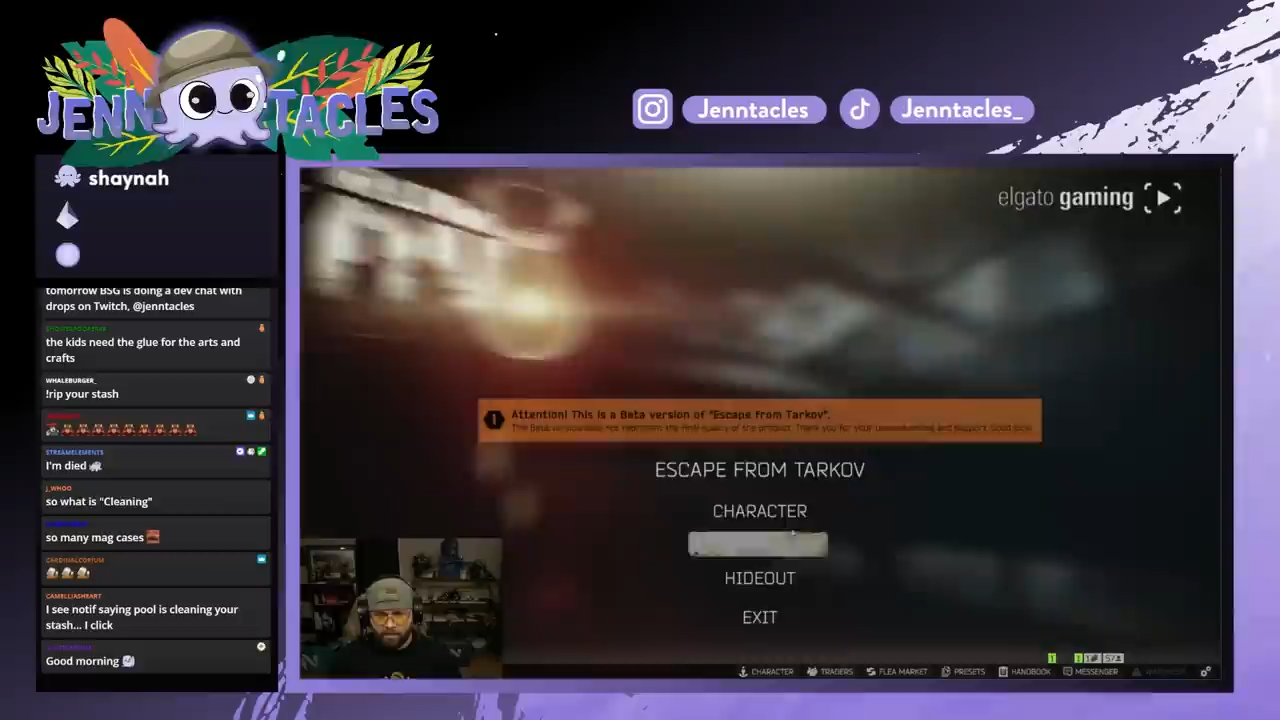 JENNTACLES
Jenntacles
Jenntacles_
shaynah
elgato gaming
tomorrow BSG is doing a dev chat with
drops on Twitch, @jenntacles
the kids need the glue for the arts and
crafts
WHALEBURGER_
!rip your stash
STREAMELEMENTS
I'm died
J_WHOO
so what is "Cleaning"
so many mag cases
CARDINALCOPIUM
CAMELLIASHEART
I see notif saying pool is cleaning your
stash... I click
Good morning
Attention! This is a Beta version of "Escape from Tarkov".
ESCAPE FROM TARKOV
CHARACTER
HIDEOUT
EXIT
CHARACTER
TRADERS
FLEA MARKET
PRESETS
HANDBOOK
MESSENGER